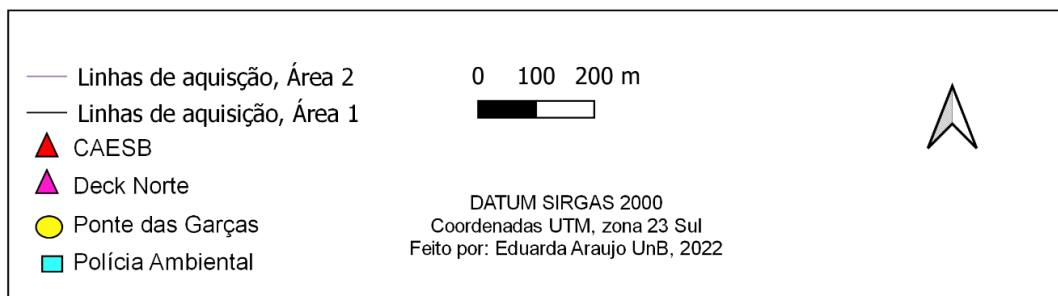 Linhas de aquisção, Área 2
Linhas de aquisição, Área 1
CAESB
Deck Norte
Ponte das Garças
Polícia Ambiental
0 100 200 m
DATUM SIRGAS 2000
Coordenadas UTM, zona 23 Sul
Feito por: Eduarda Araujo UnB, 2022